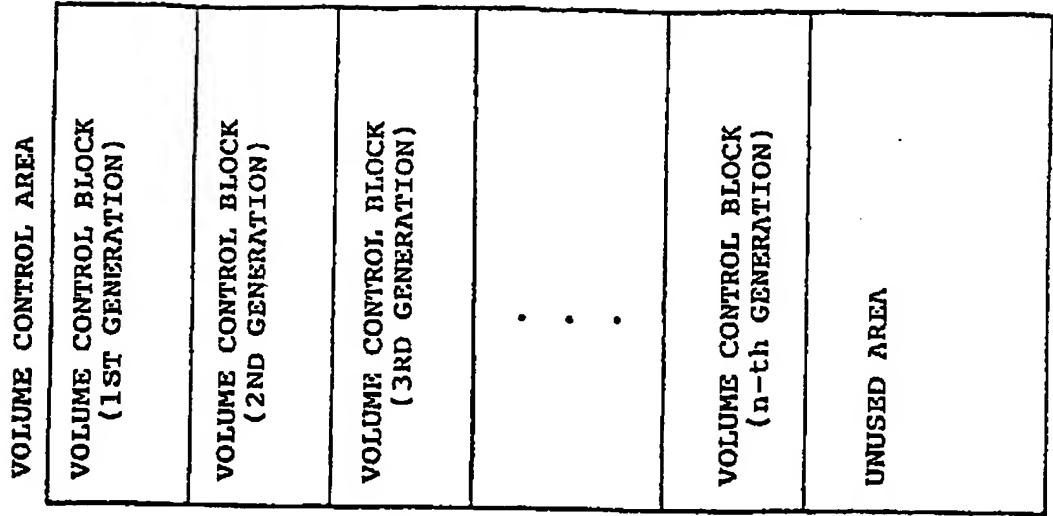 VOLUME CONTROL AREA
VOLUME CONTROL BLOCK
(1ST GENERATION)
VOLUME CONTROL BLOCK
(2ND GENERATION)
VOLUME CONTROL BLOCK
(3RD GENERATION)
. . .
VOLUME CONTROL BLOCK
(n-th GENERATION)
UNUSED AREA